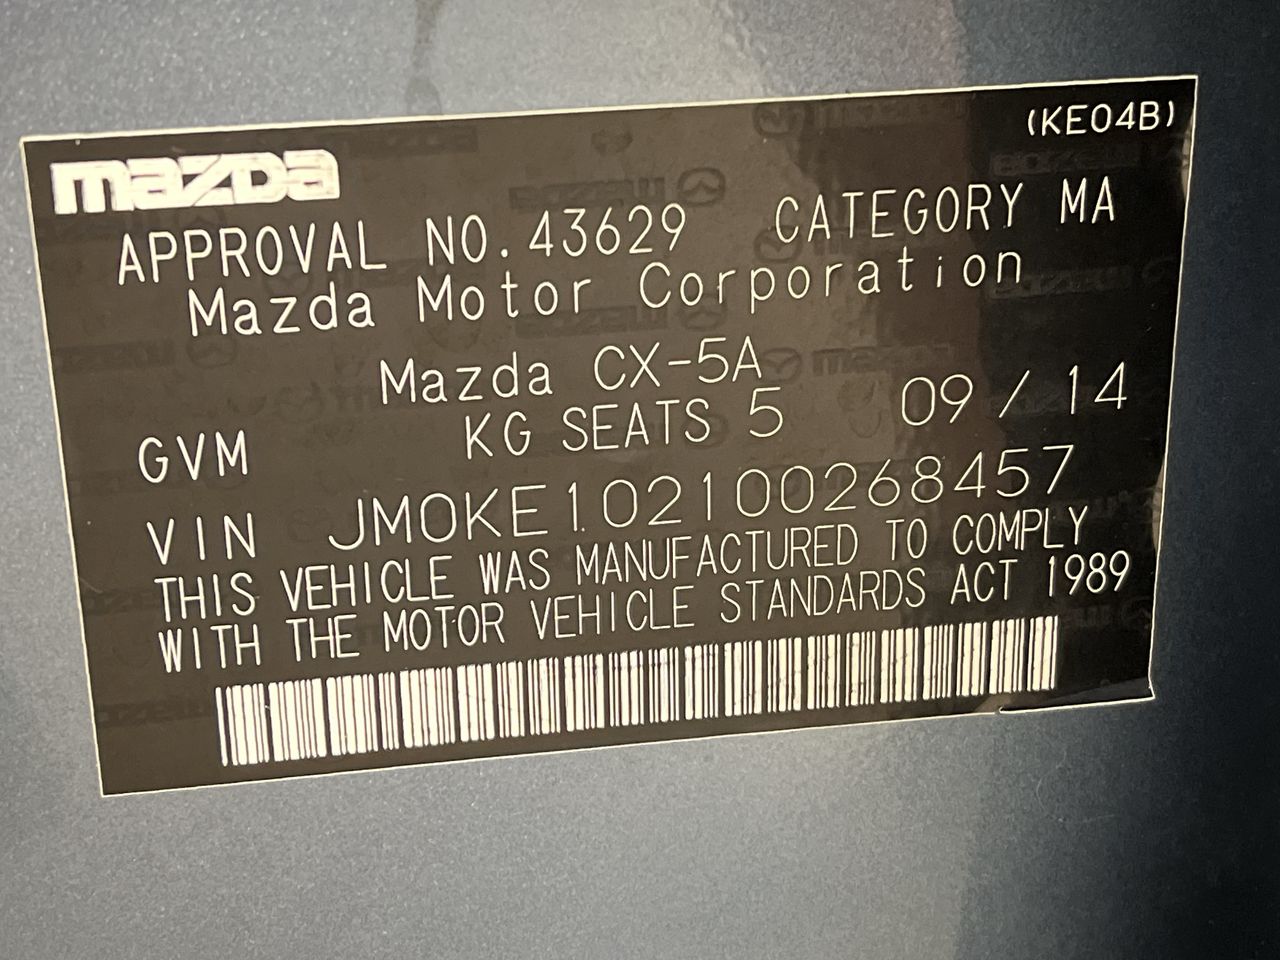 (KE04B)
mazda
APPROVAL NO. 43629 CATEGORY MA
Mazda Motor Corporation
Mazda CX-5A
GVM KG SEATS 5 09 / 14
VIN JM0KE102100268457
THIS VEHICLE WAS MANUFACTURED TO COMPLY
WITH THE MOTOR VEHICLE STANDARDS ACT 1989